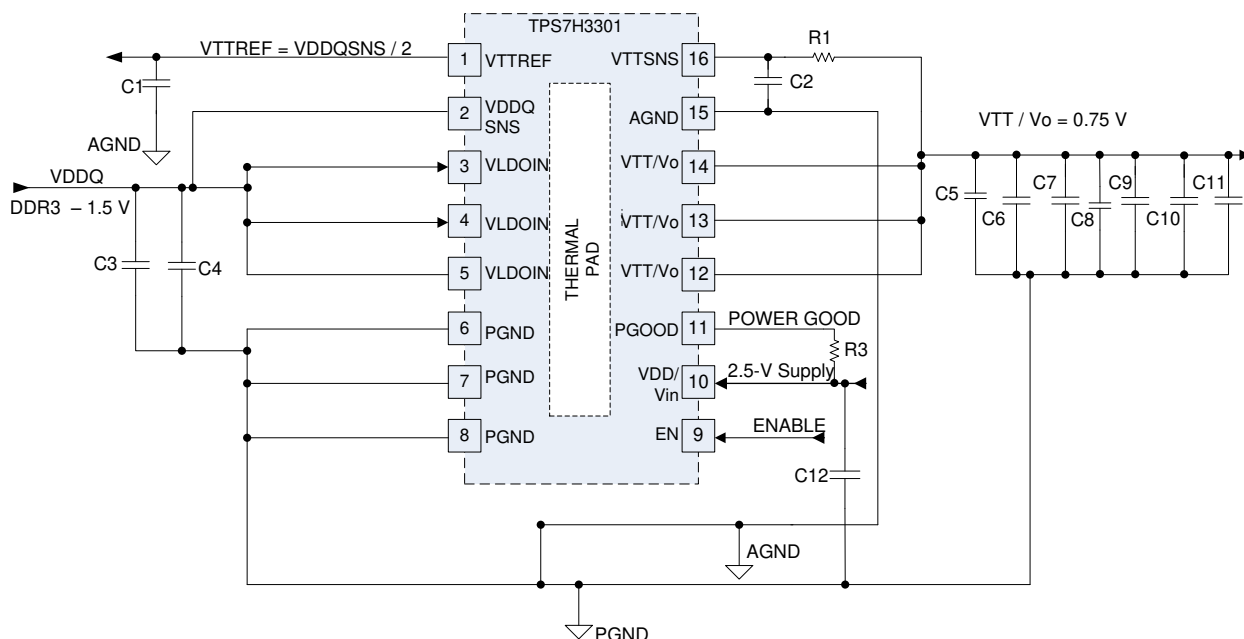 TPS7H3301
VTTREF = VDDQSNS / 2
C1
AGND
VDDQ
DDR3 – 1.5 V
C3
C4
1
VTTREF
2
VDDQ
SNS
3
VLDOIN
4
VLDOIN
5
VLDOIN
6
PGND
7
PGND
8
PGND
THERMAL
PAD
VTTSNS
16
AGND
15
VTT/Vo
14
VTT/Vo
13
VTT/Vo
12
PGOOD
11
VDD/
Vin
10
EN
9
R1
C2
VTT / Vo = 0.75 V
C5
C6
C7
C8
C9
C10
C11
POWER GOOD
R3
2.5-V Supply
ENABLE
C12
AGND
PGND